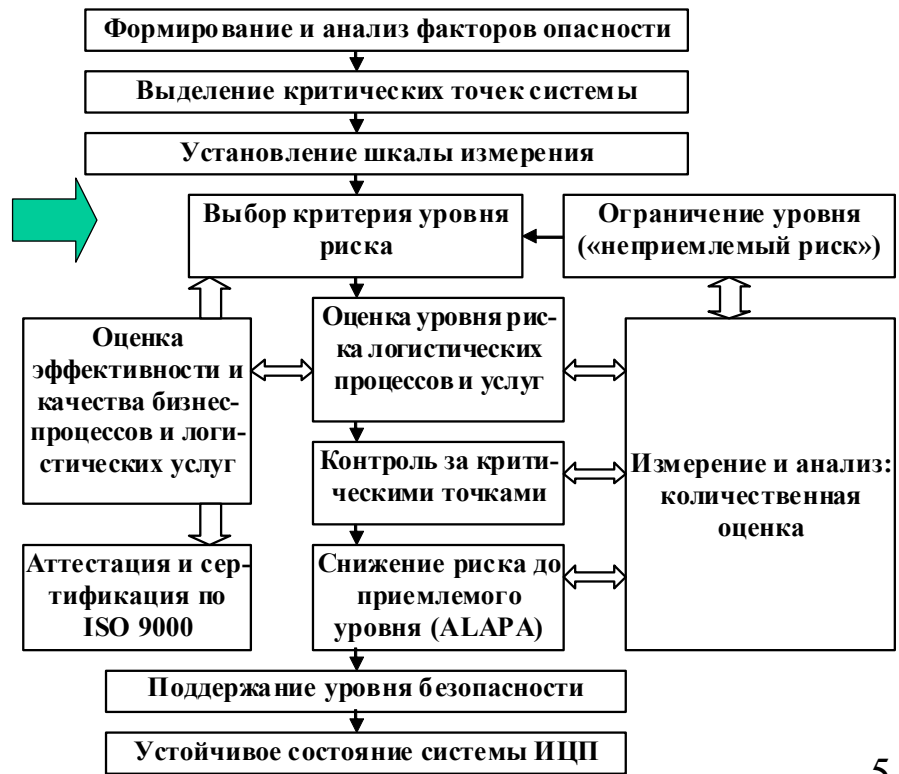 Формирование и анализ факторов опасности
Выделение критических точек системы
Установление шкалы измерения
Выбор критерия уровня
риска
Ограничение уровня
(«неприемлемый риск»)
Оценка
эффективности и
качества бизнес-
процессов и логи-
стических услуг
Оценка уровня рис-
ка логистических
процессов и услуг
Контроль за крити-
ческими точками
Измерение и анализ:
количественная
оценка
Аттестация и сер-
тификация по
ISO 9000
Снижение риска до
приемлемого
уровня (ALAPA)
Поддержание уровня безопасности
Устойчивое состояние системы ИЦП
5